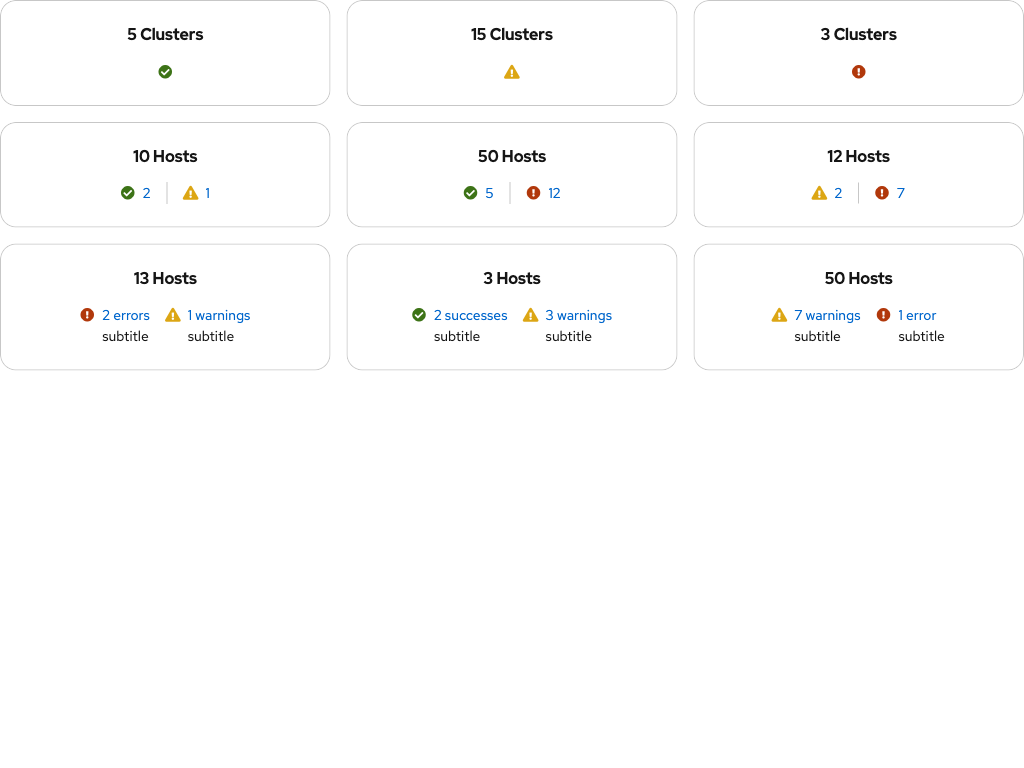 5 Clusters
15 Clusters
3 Clusters
10 Hosts
2 1
50 Hosts
5 12
12 Hosts
2 7
13 Hosts
2 errors 1 warnings
subtitle subtitle
3 Hosts
2 successes 3 warnings
subtitle subtitle
50 Hosts
7 warnings 1 error
subtitle subtitle